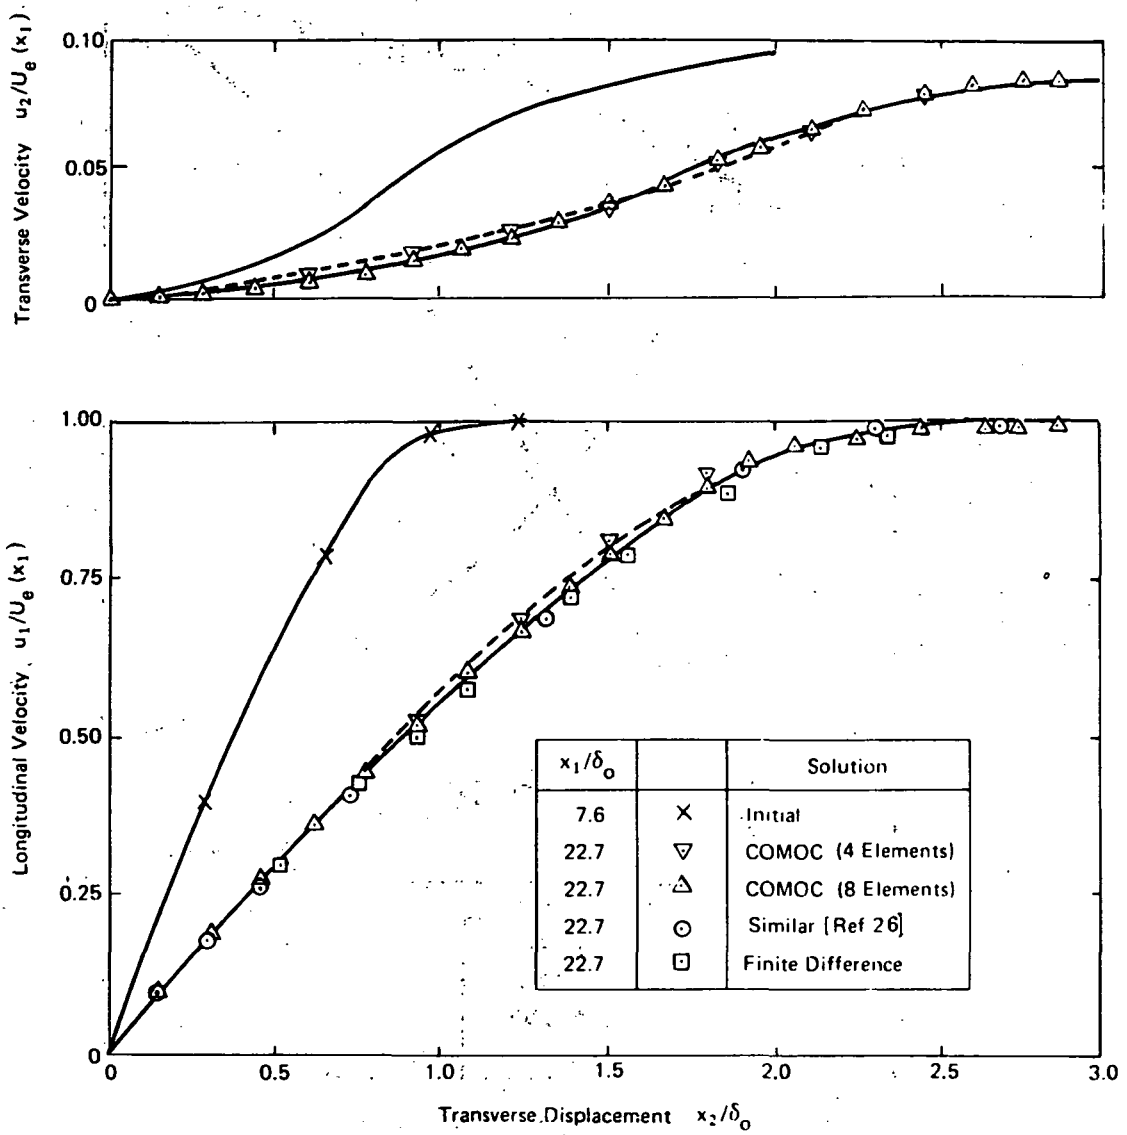 Transverse Velocity u₂/Uₑ (x₁)
0.10
0.05
0
Longitudinal Velocity, u₁/Uₑ (x₁)
1.00
0.75
0.50
0.25
0
x₁/δₒ Solution
7.6 × Initial
22.7 ▽ COMOC (4 Elements)
22.7 △ COMOC (8 Elements)
22.7 ⊙ Similar [Ref 26]
22.7 ⊡ Finite Difference
0 0.5 1.0 1.5 2.0 2.5 3.0
Transverse Displacement x₂/δₒ